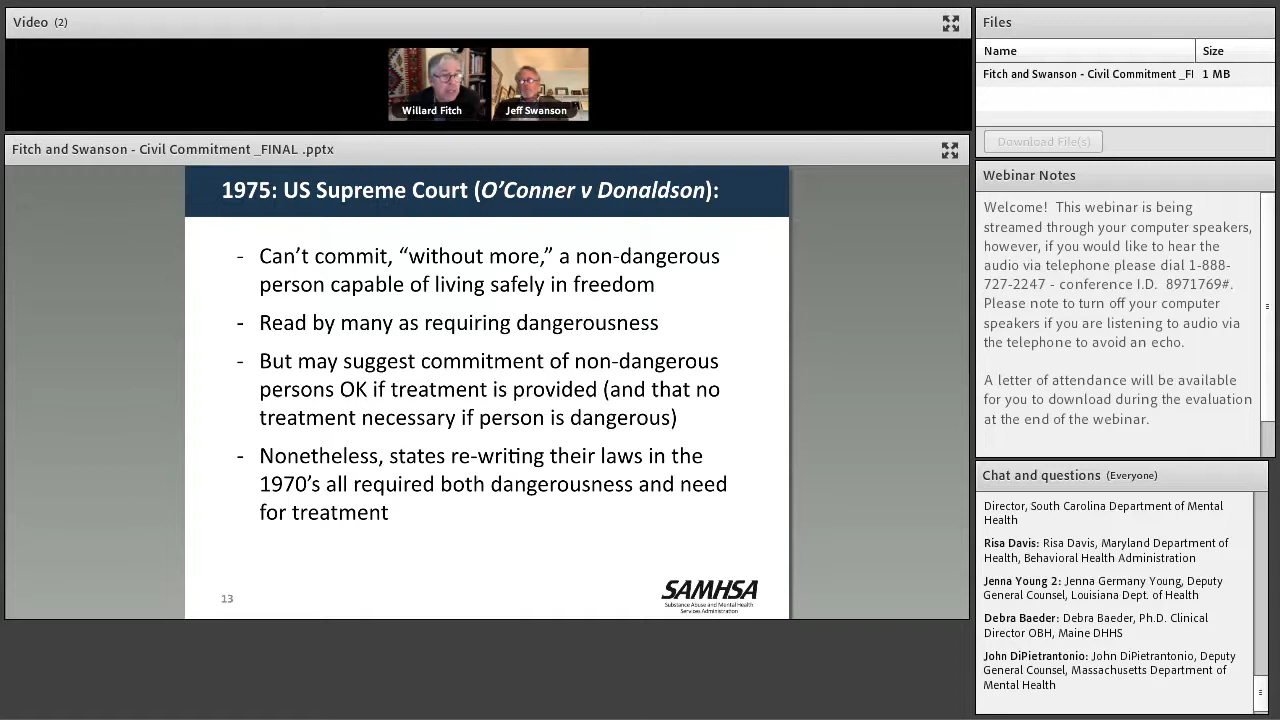 Video (2)
Willard Fitch
Jeff Swanson
Fitch and Swanson - Civil Commitment _FINAL .pptx
1975: US Supreme Court (O’Conner v Donaldson):
- Can’t commit, “without more,” a non-dangerous
person capable of living safely in freedom
- Read by many as requiring dangerousness
- But may suggest commitment of non-dangerous
persons OK if treatment is provided (and that no
treatment necessary if person is dangerous)
- Nonetheless, states re-writing their laws in the
1970’s all required both dangerousness and need
for treatment
13
SAMHSA
Substance Abuse and Mental Health
Services Administration
Files
Name Size
Fitch and Swanson - Civil Commitment _FI 1 MB
Download File(s)
Webinar Notes
Welcome! This webinar is being
streamed through your computer speakers,
however, if you would like to hear the
audio via telephone please dial 1-888-
727-2247 - conference I.D. 8971769#.
Please note to turn off your computer
speakers if you are listening to audio via
the telephone to avoid an echo.
A letter of attendance will be available
for you to download during the evaluation
at the end of the webinar.
Chat and questions (Everyone)
Director, South Carolina Department of Mental
Health
Risa Davis: Risa Davis, Maryland Department of
Health, Behavioral Health Administration
Jenna Young 2: Jenna Germany Young, Deputy
General Counsel, Louisiana Dept. of Health
Debra Baeder: Debra Baeder, Ph.D. Clinical
Director OBH, Maine DHHS
John DiPietrantonio: John DiPietrantonio, Deputy
General Counsel, Massachusetts Department of
Mental Health